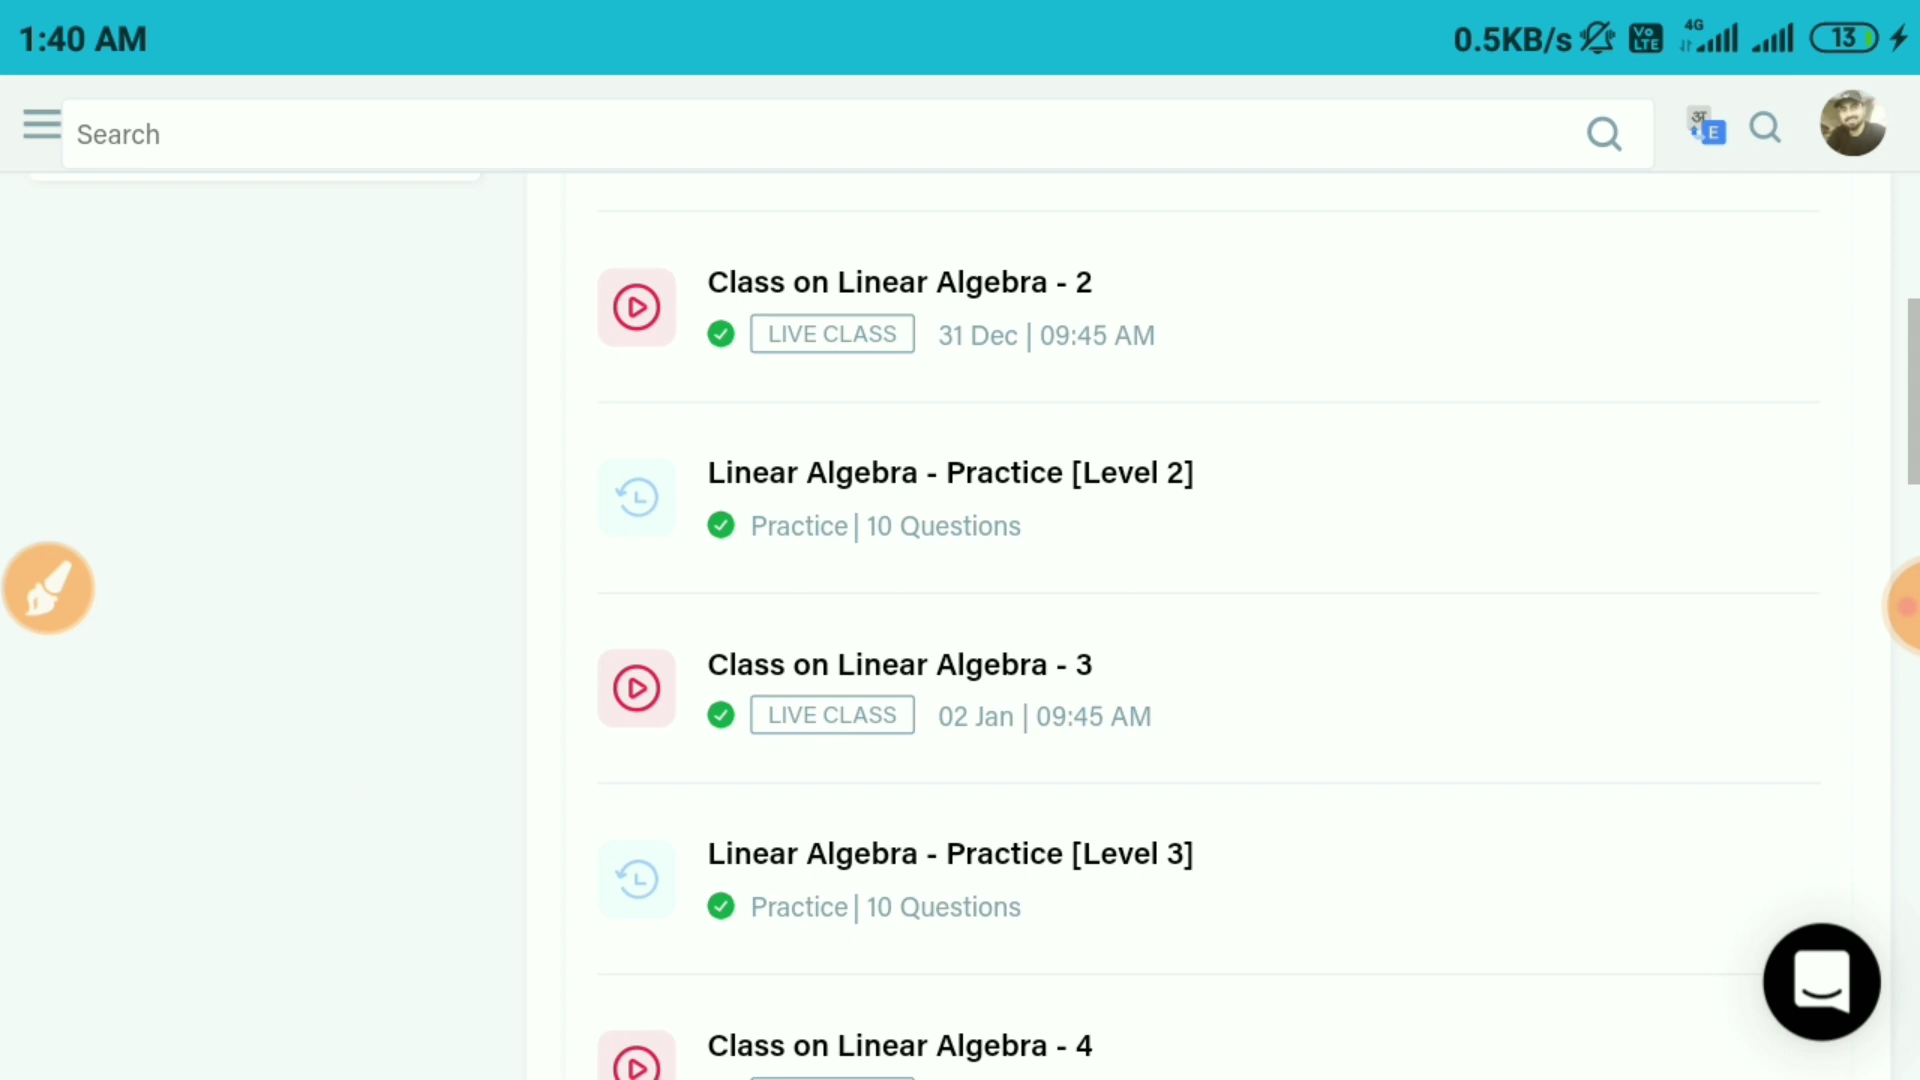 1:40 AM
0.5KB/s
Vo LTE
4G
13
Search
अ
E
Class on Linear Algebra - 2
LIVE CLASS 31 Dec | 09:45 AM
Linear Algebra - Practice [Level 2]
Practice | 10 Questions
Class on Linear Algebra - 3
LIVE CLASS 02 Jan | 09:45 AM
Linear Algebra - Practice [Level 3]
Practice | 10 Questions
Class on Linear Algebra - 4